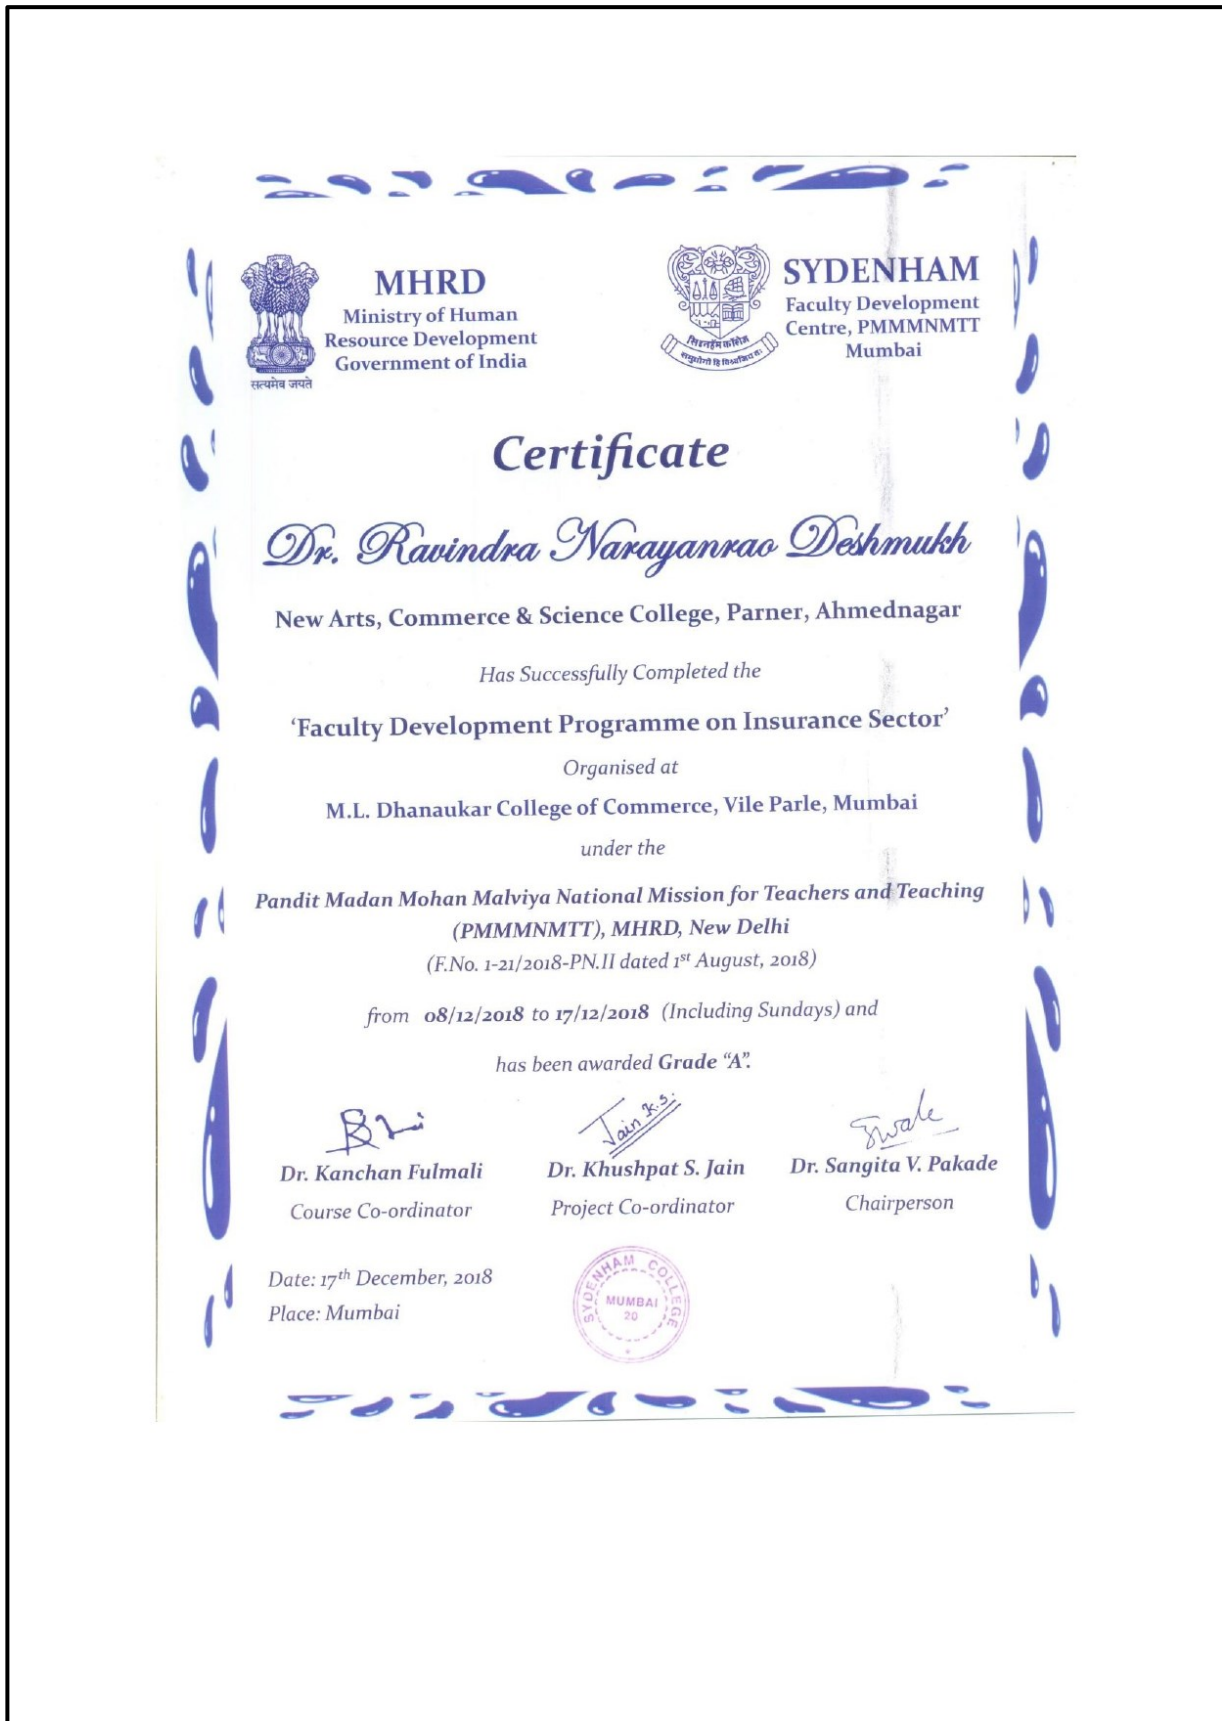 MHRD
Ministry of Human
Resource Development
Government of India
सत्यमेव जयते
SYDENHAM
Faculty Development
Centre, PMMMNMTT
Mumbai
Certificate
Dr. Ravindra Narayanrao Deshmukh
New Arts, Commerce & Science College, Parner, Ahmednagar
Has Successfully Completed the
‘Faculty Development Programme on Insurance Sector’
Organised at
M.L. Dhanaukar College of Commerce, Vile Parle, Mumbai
under the
Pandit Madan Mohan Malviya National Mission for Teachers and Teaching
(PMMMNMTT), MHRD, New Delhi
(F.No. 1-21/2018-PN.II dated 1st August, 2018)
from 08/12/2018 to 17/12/2018 (Including Sundays) and
has been awarded Grade “A”.
Jain K.S.
Dr. Kanchan Fulmali
Dr. Khushpat S. Jain
Dr. Sangita V. Pakade
Course Co-ordinator
Project Co-ordinator
Chairperson
Date: 17th December, 2018
Place: Mumbai
SYDENHAM COLLEGE
MUMBAI
20